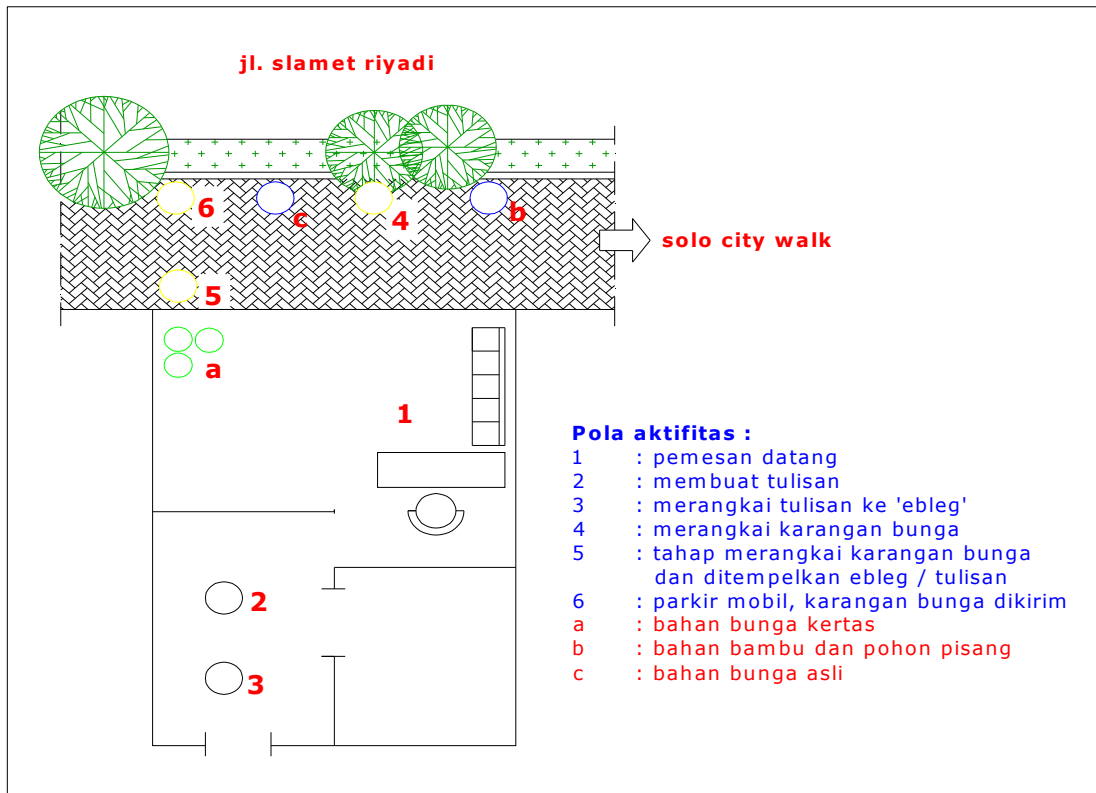 jl. slamet riyadi
6
c
4
b
solo city walk
5
a
1
2
3
Pola aktifitas :
1 : pemesan datang
2 : membuat tulisan
3 : merangkai tulisan ke 'ebleg'
4 : merangkai karangan bunga
5 : tahap merangkai karangan bunga
dan ditempelkan ebleg / tulisan
6 : parkir mobil, karangan bunga dikirim
a : bahan bunga kertas
b : bahan bambu dan pohon pisang
c : bahan bunga asli